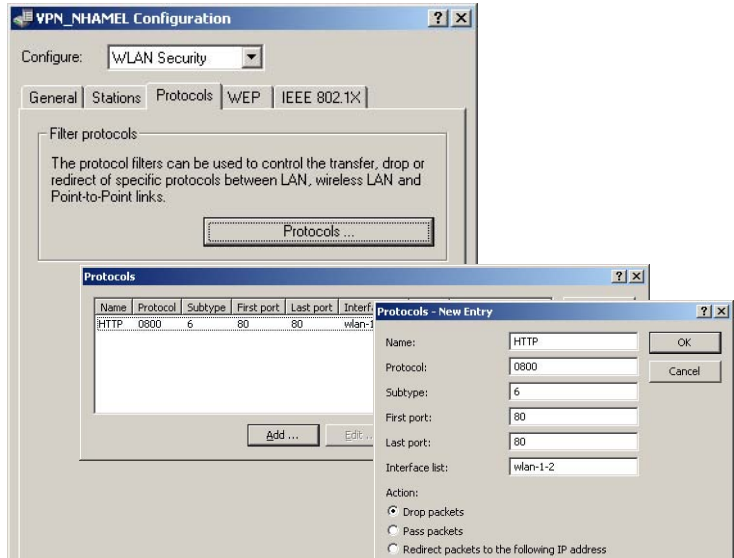 VPN_NHAMEL Configuration
Configure: WLAN Security
General Stations Protocols WEP IEEE 802.1X
Filter protocols
The protocol filters can be used to control the transfer, drop or
redirect of specific protocols between LAN, wireless LAN and
Point-to-Point links.
Protocols ...
Protocols
Name Protocol Subtype First port Last port
HTTP 0800 6 80 80
Add ... Edit ..
Protocols - New Entry
Name: HTTP OK
Protocol: 0800 Cancel
Subtype: 6
First port: 80
Last port: 80
Interface list: wlan-1-2
Action:
Drop packets
Pass packets
Redirect packets to the following IP address